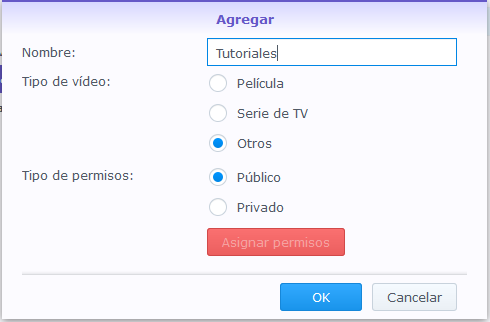 Agregar
Nombre: Tutoriales
Tipo de vídeo: Película
Serie de TV
Otros
Tipo de permisos: Público
Privado
Asignar permisos
OK Cancelar